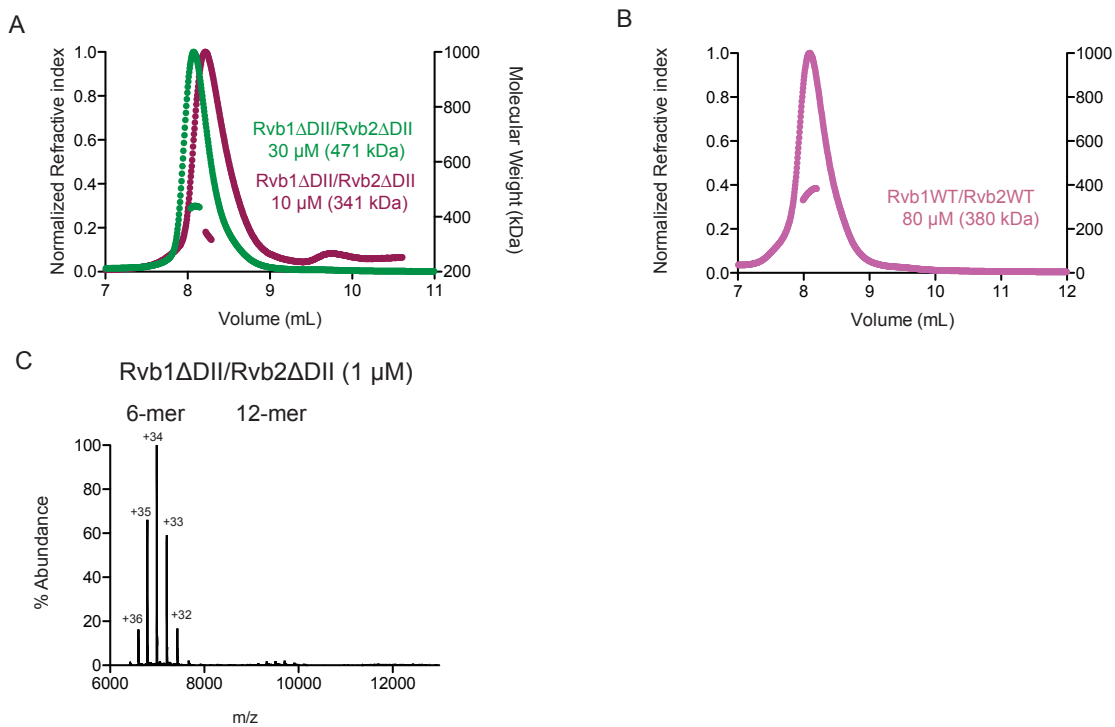 A
Normalized Refractive index
1.0
0.8
0.6
0.4
0.2
0.0
7
8
9
10
11
Volume (mL)
1000
800
600
400
200
Molecular Weight (kDa)
Rvb1ΔDII/Rvb2ΔDII
30 µM (471 kDa)
Rvb1ΔDII/Rvb2ΔDII
10 µM (341 kDa)
B
Normalized Refractive index
1.0
0.8
0.6
0.4
0.2
0.0
7
8
9
10
11
12
Volume (mL)
1000
800
600
400
200
0
Rvb1WT/Rvb2WT
80 µM (380 kDa)
C
Rvb1ΔDII/Rvb2ΔDII (1 µM)
6-mer 12-mer
% Abundance
100
80
60
40
20
0
+34
+35
+33
+36
+32
6000
8000
10000
12000
m/z